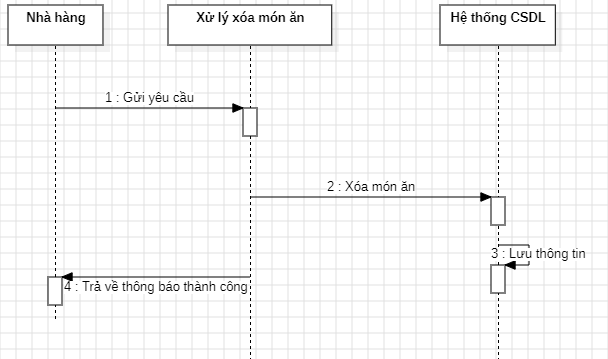 Nhà hàng
Xử lý xóa món ăn
Hệ thống CSDL
1 : Gửi yêu cầu
2 : Xóa món ăn
3 : Lưu thông tin
4 : Trả về thông báo thành công